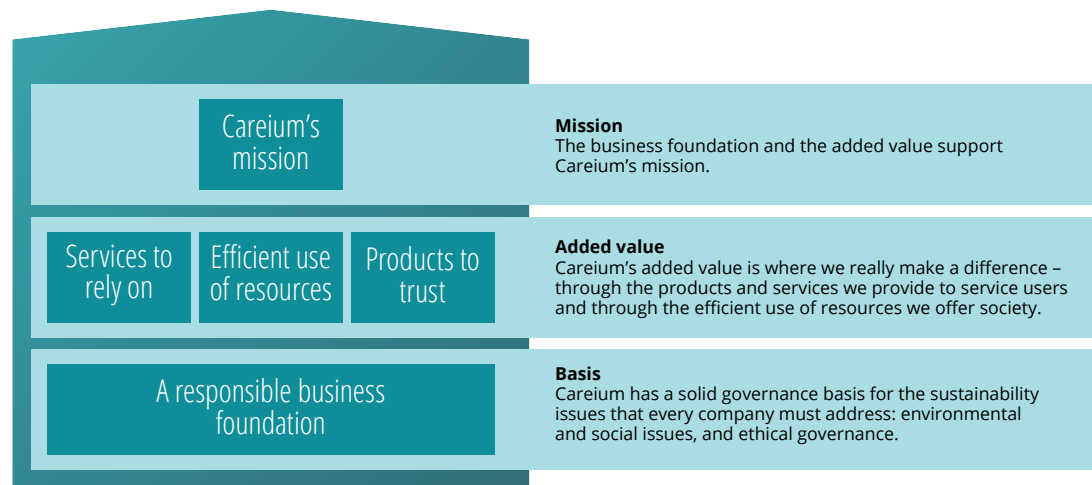 Careium's
mission
Mission
The business foundation and the added value support
Careium's mission.
Services to
rely on
Efficient use
of resources
Products to
trust
Added value
Careium's added value is where we really make a difference –
through the products and services we provide to service users
and through the efficient use of resources we offer society.
A responsible business
foundation
Basis
Careium has a solid governance basis for the sustainability
issues that every company must address: environmental
and social issues, and ethical governance.